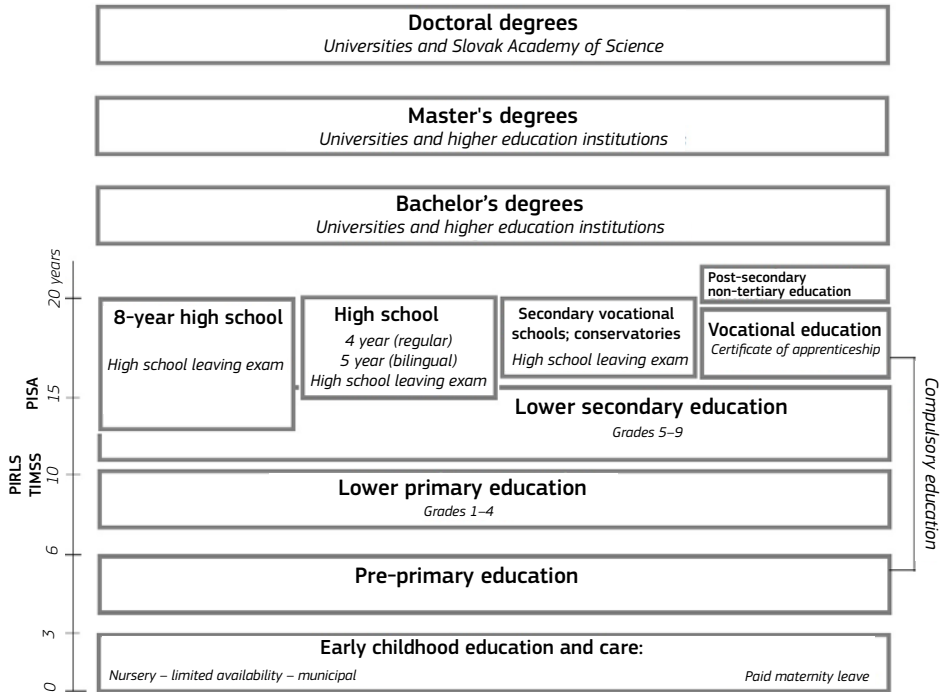 Doctoral degrees
Universities and Slovak Academy of Science
Master's degrees
Universities and higher education institutions
Bachelor's degrees
Universities and higher education institutions
20 years
15
10
6
3
0
PISA
PIRLS
TIMSS
8-year high school
High school leaving exam
High school
4 year (regular)
5 year (bilingual)
High school leaving exam
Secondary vocational
schools; conservatories
High school leaving exam
Post-secondary
non-tertiary education
Vocational education
Certificate of apprenticeship
Compulsory education
Lower secondary education
Grades 5–9
Lower primary education
Grades 1–4
Pre-primary education
Early childhood education and care:
Nursery – limited availability – municipal
Paid maternity leave